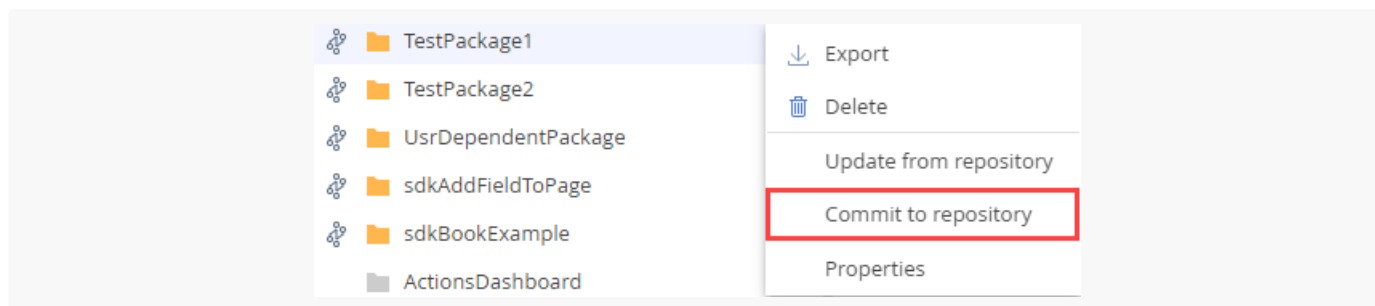 TestPackage1
TestPackage2
UsrDependentPackage
sdkAddFieldToPage
sdkBookExample
ActionsDashboard
Export
Delete
Update from repository
Commit to repository
Properties